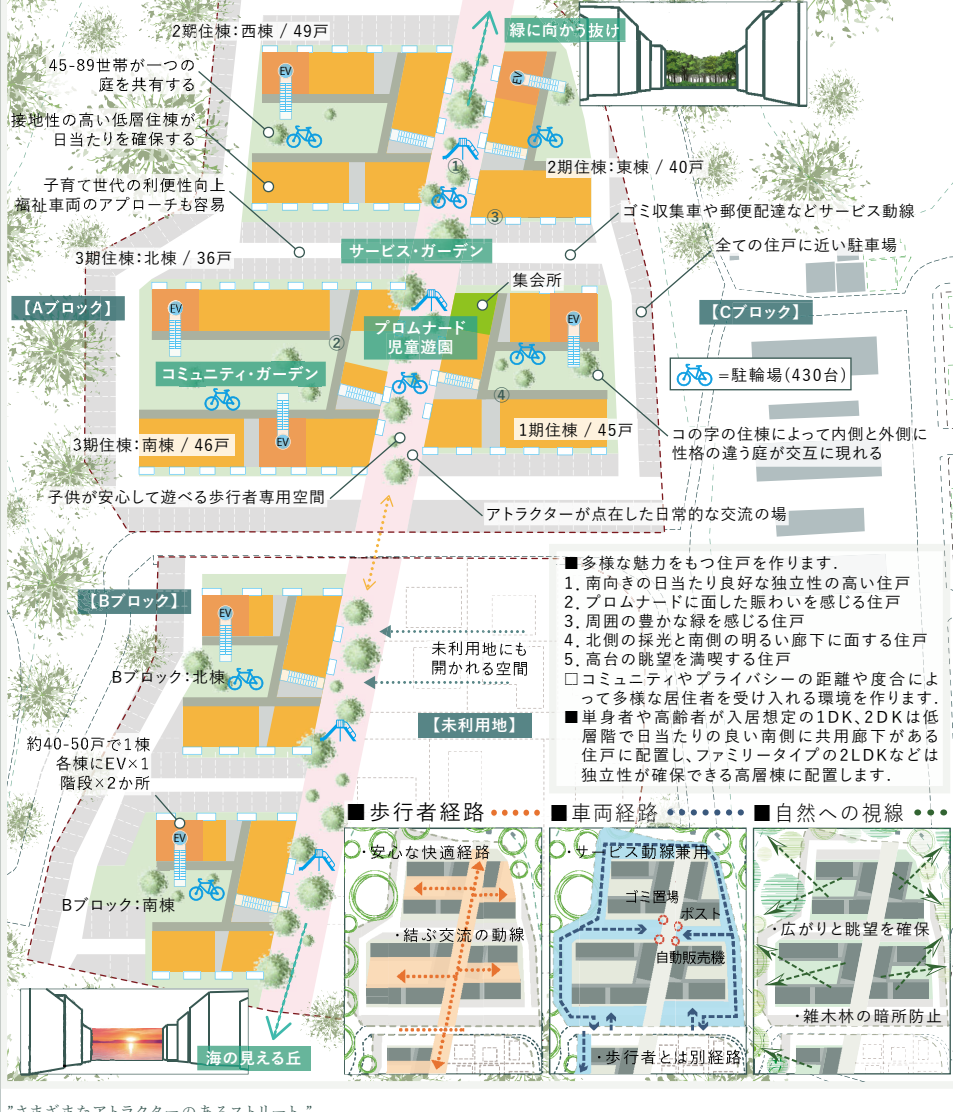 2期住棟：西棟 / 49戸
緑に向かう抜け
45-89世帯が一つの
庭を共有する
接地性の高い低層住棟が
日当たりを確保する
EV
EV
①
2期住棟：東棟 / 40戸
子育て世代の利便性向上
福祉車両のアプローチも容易
③
ゴミ収集車や郵便配達などサービス動線
サービス・ガーデン
全ての住戸に近い駐車場
3期住棟：北棟 / 36戸
集会所
【Aブロック】
【Cブロック】
EV
EV
プロムナード
児童遊園
②
コミュニティ・ガーデン
=駐輪場(430台)
④
EV
3期住棟：南棟 / 46戸
1期住棟 / 45戸
コの字の住棟によって内側と外側に
性格の違う庭が交互に現れる
子供が安心して遊べる歩行者専用空間
アトラクターが点在した日常的な交流の場
【Bブロック】
EV
Bブロック：北棟
未利用地にも
開かれる空間
【未利用地】
■多様な魅力をもつ住戸を作ります．
1．南向きの日当たり良好な独立性の高い住戸
2．プロムナードに面した賑わいを感じる住戸
3．周囲の豊かな緑を感じる住戸
4．北側の採光と南側の明るい廊下に面する住戸
5．高台の眺望を満喫する住戸
□コミュニティやプライバシーの距離や度合によ
って多様な居住者を受け入れる環境を作ります．
■単身者や高齢者が入居想定の1DK、2DKは低
層階で日当たりの良い南側に共用廊下がある
住戸に配置し、ファミリータイプの2LDKなどは
独立性が確保できる高層棟に配置します．
約40-50戸で1棟
各棟にEV×1
階段×2か所
EV
Bブロック：南棟
海の見える丘
■歩行者経路
・安心な快適経路
・結ぶ交流の動線
■車両経路
・サービス動線兼用
ゴミ置場
ポスト
自動販売機
・歩行者とは別経路
■自然への視線
・広がりと眺望を確保
・雑木林の暗所防止
"さまざまなアトラクターのあるストリート"